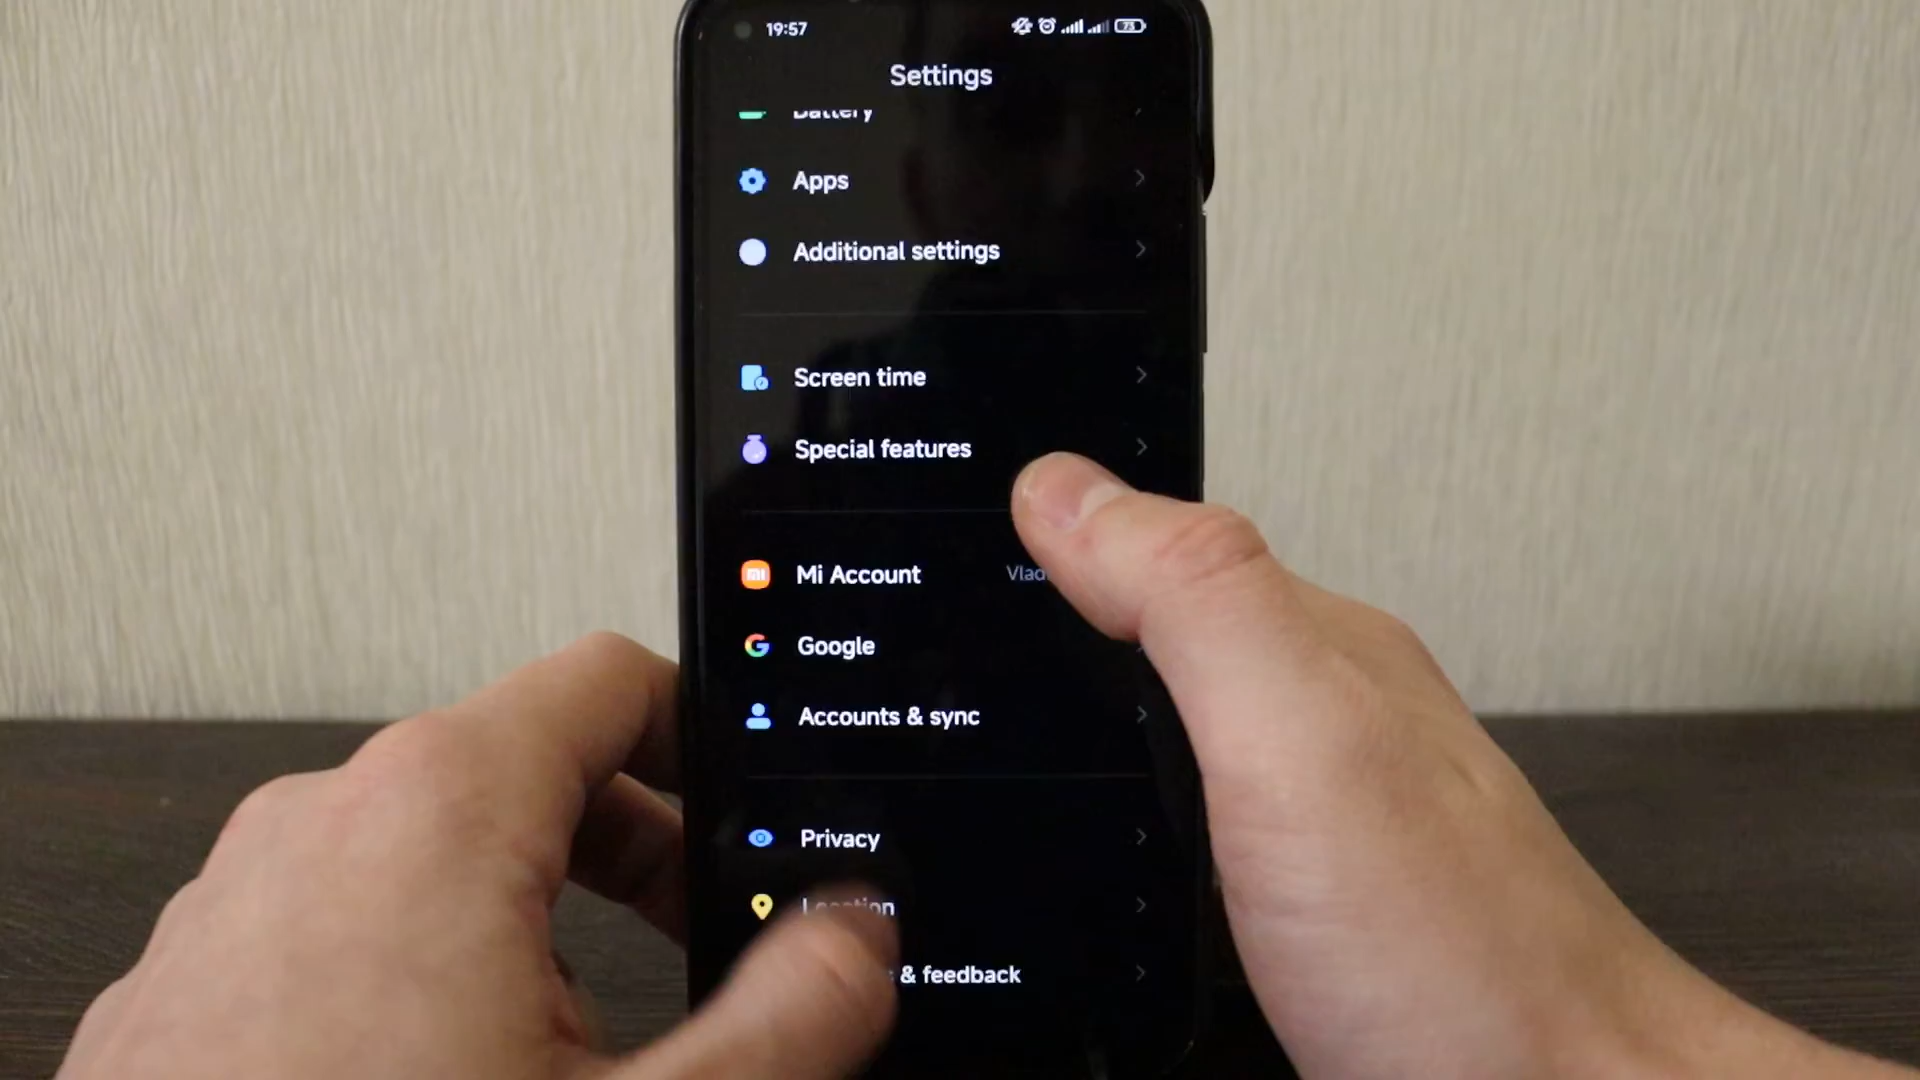 19:57
73
Settings
Battery
Apps
Additional settings
Screen time
Special features
Mi Account
Google
Accounts & sync
Privacy
Location
& feedback